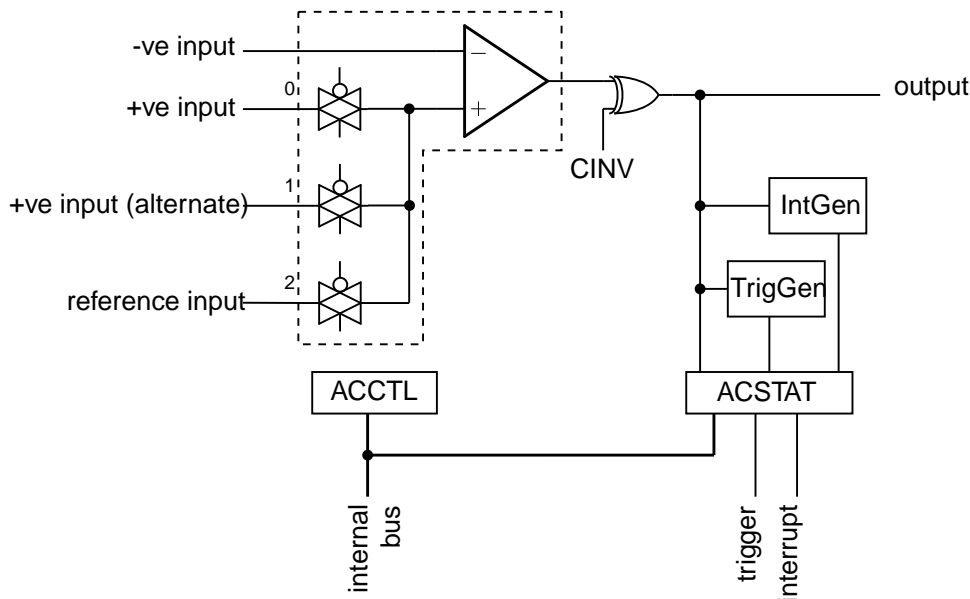 -ve input
−
output
0
+ve input
+
CINV
1
+ve input (alternate)
IntGen
2
reference input
TrigGen
ACCTL
ACSTAT
internal
bus
trigger
interrupt